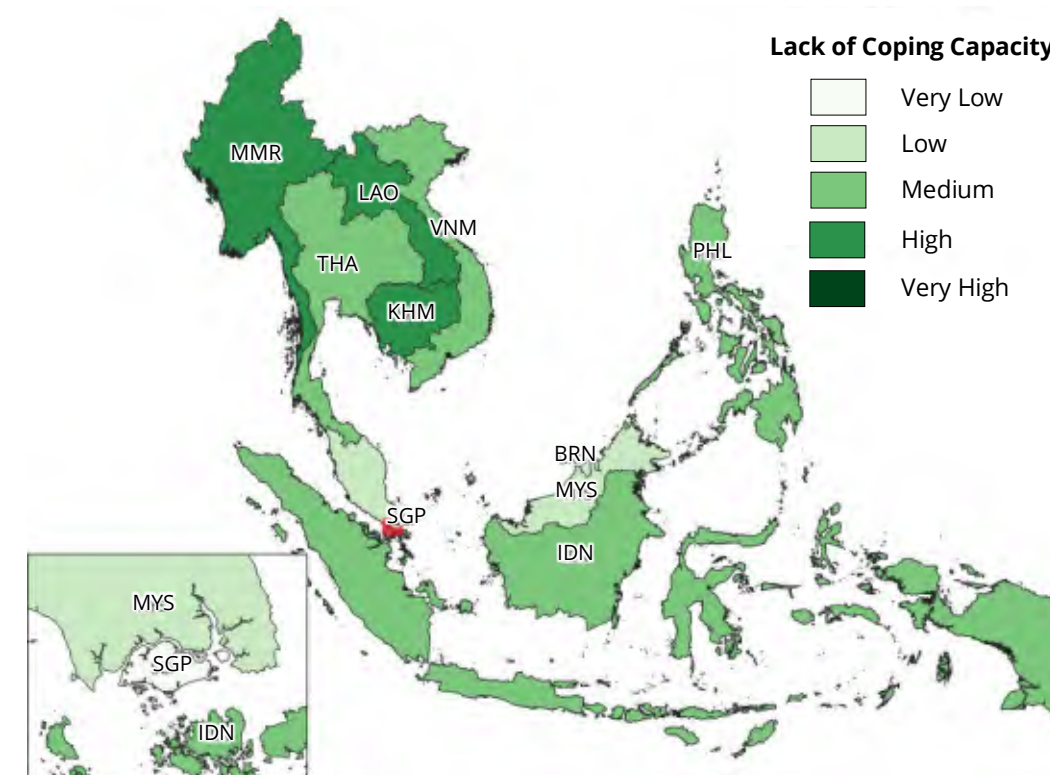 Lack of Coping Capacity
Very Low
Low
Medium
High
Very High
MMR
LAO
VNM
THA
PHL
KHM
BRN
MYS
SGP
IDN
MYS
SGP
IDN